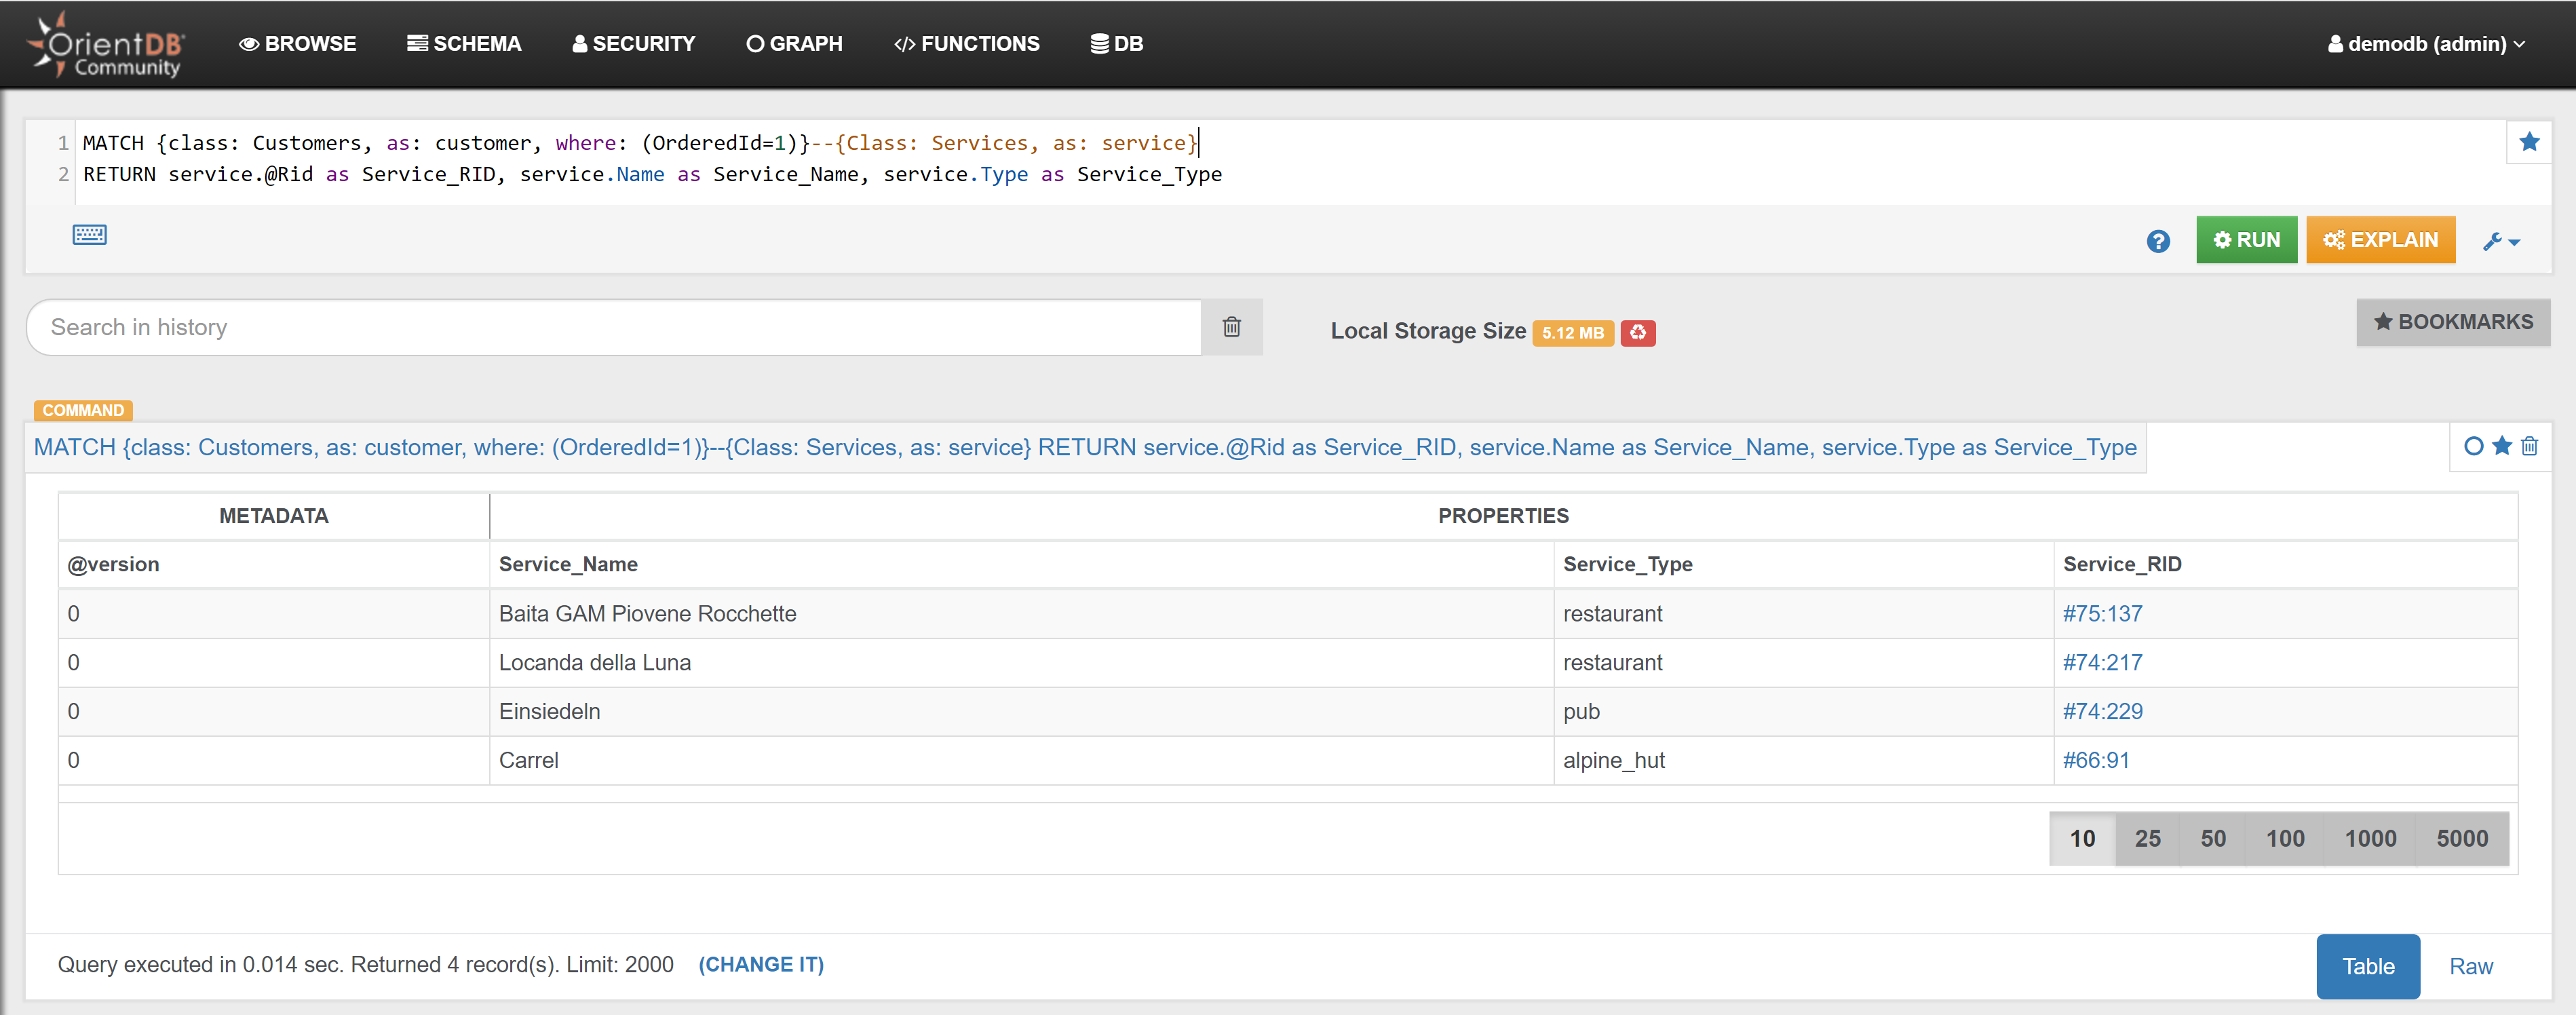 OrientDB
Community
BROWSE
SCHEMA
SECURITY
GRAPH
</> FUNCTIONS
DB
demodb (admin)
1 MATCH {class: Customers, as: customer, where: (OrderedId=1)}--{Class: Services, as: service}
2 RETURN service.@Rid as Service_RID, service.Name as Service_Name, service.Type as Service_Type
?
RUN
EXPLAIN
Search in history
Local Storage Size 5.12 MB
BOOKMARKS
COMMAND
MATCH {class: Customers, as: customer, where: (OrderedId=1)}--{Class: Services, as: service} RETURN service.@Rid as Service_RID, service.Name as Service_Name, service.Type as Service_Type
METADATA PROPERTIES
@version Service_Name Service_Type Service_RID
0 Baita GAM Piovene Rocchette restaurant #75:137
0 Locanda della Luna restaurant #74:217
0 Einsiedeln pub #74:229
0 Carrel alpine_hut #66:91
10 25 50 100 1000 5000
Query executed in 0.014 sec. Returned 4 record(s). Limit: 2000 (CHANGE IT)
Table
Raw